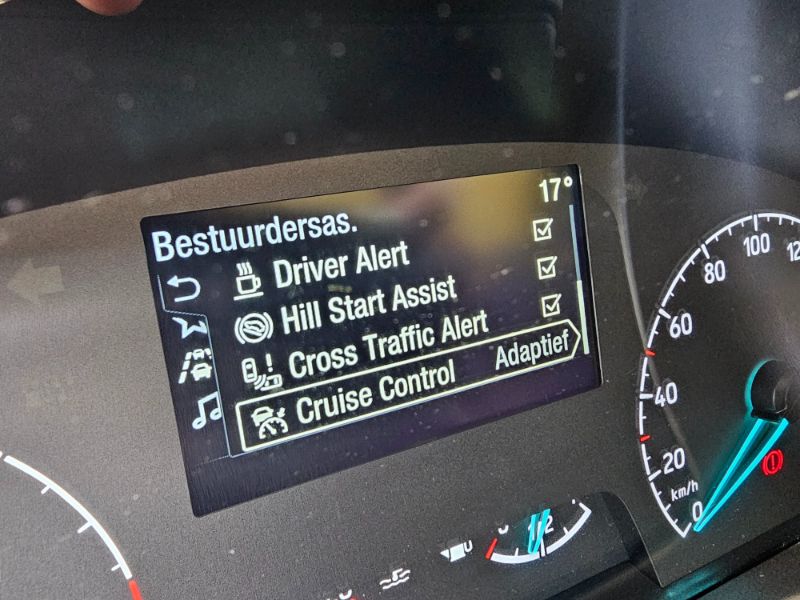 17°
Bestuurdersas.
Driver Alert
Hill Start Assist
Cross Traffic Alert
Cruise Control Adaptief
100
80
60
40
20
km/h
0
1/2